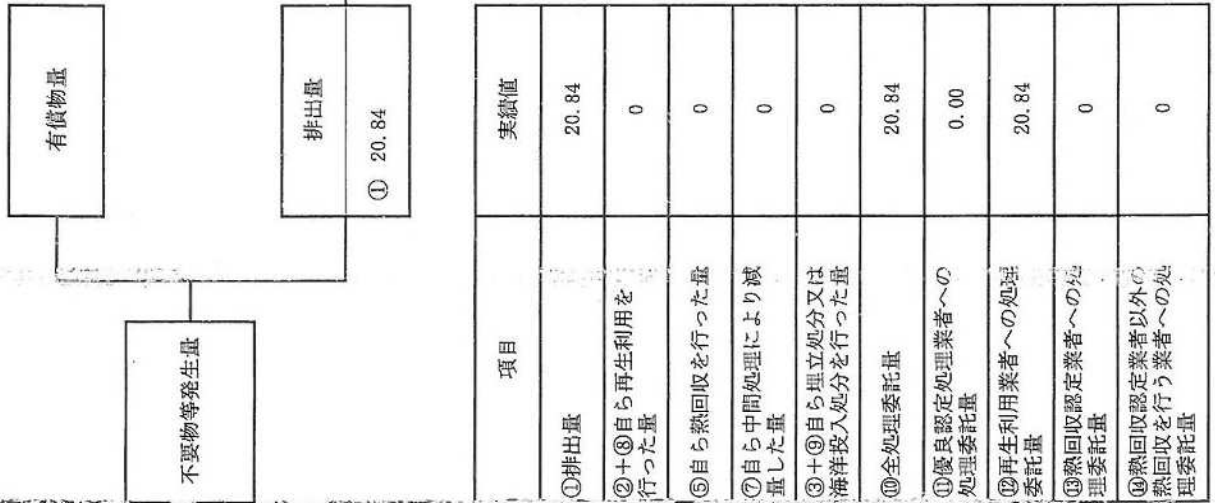 有償物量
不要物等発生量
排出量
① 20.84
項目
実績値
①排出量
20.84
②+⑧自ら再生利用を
行った量
0
⑤自ら熱回収を行った量
0
⑦自ら中間処理により減
量した量
0
③+⑨自ら埋立処分又は
海洋投入処分を行った量
0
⑩全処理委託量
20.84
⑪優良認定処理業者への
処理委託量
0.00
⑫再生利用業者への処理
委託量
20.84
⑬熱回収認定業者への処
理委託量
0
⑭熱回収認定業者以外の
熱回収を行う業者への処
理委託量
0